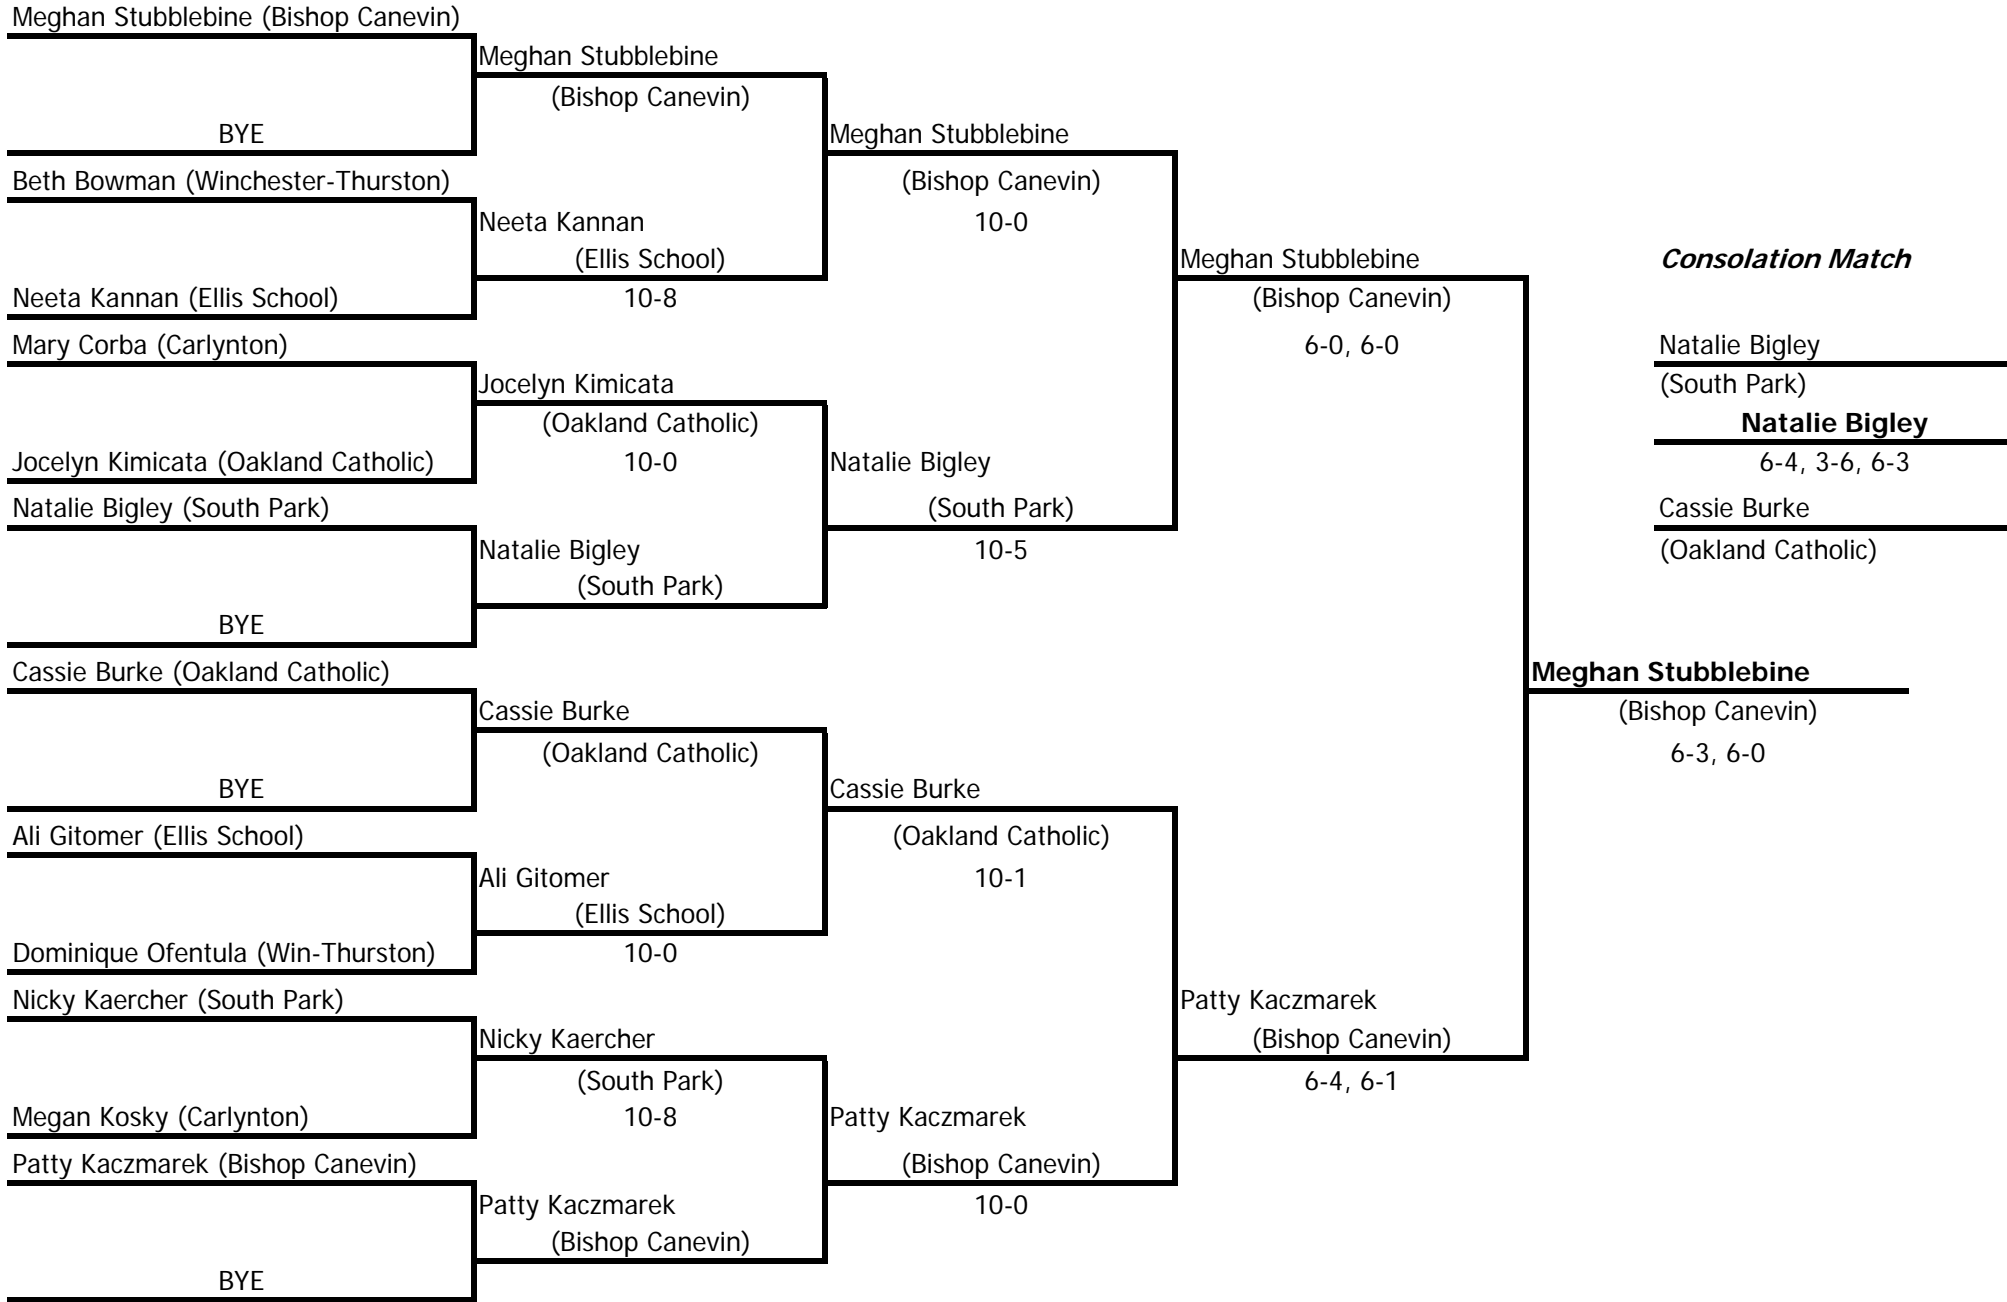 Meghan Stubblebine (Bishop Canevin)
BYE
Beth Bowman (Winchester-Thurston)
Neeta Kannan (Ellis School)
Mary Corba (Carlynton)
Jocelyn Kimicata (Oakland Catholic)
Natalie Bigley (South Park)
BYE
Cassie Burke (Oakland Catholic)
BYE
Ali Gitomer (Ellis School)
Dominique Ofentula (Win-Thurston)
Nicky Kaercher (South Park)
Megan Kosky (Carlynton)
Patty Kaczmarek (Bishop Canevin)
BYE
Meghan Stubblebine
(Bishop Canevin)
Neeta Kannan
(Ellis School)
10-8
Jocelyn Kimicata
(Oakland Catholic)
10-0
Natalie Bigley
(South Park)
Cassie Burke
(Oakland Catholic)
Ali Gitomer
(Ellis School)
10-0
Nicky Kaercher
(South Park)
10-8
Patty Kaczmarek
(Bishop Canevin)
Meghan Stubblebine
(Bishop Canevin)
10-0
Natalie Bigley
(South Park)
10-5
Cassie Burke
(Oakland Catholic)
10-1
Patty Kaczmarek
(Bishop Canevin)
10-0
Meghan Stubblebine
(Bishop Canevin)
6-0, 6-0
Patty Kaczmarek
(Bishop Canevin)
6-4, 6-1
Meghan Stubblebine
(Bishop Canevin)
6-3, 6-0
Consolation Match
Natalie Bigley
(South Park)
Natalie Bigley
6-4, 3-6, 6-3
Cassie Burke
(Oakland Catholic)